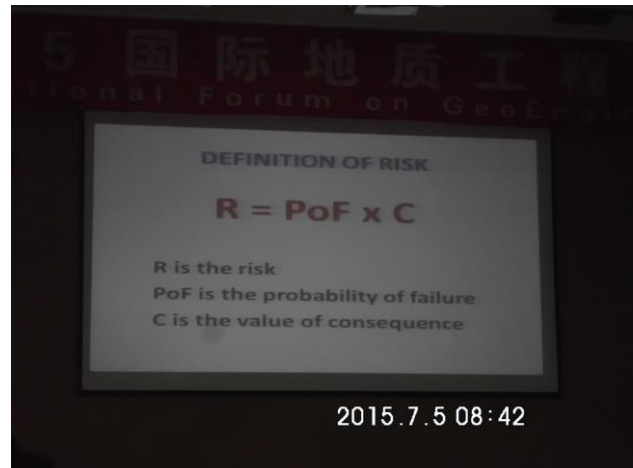 5 国际地质工程
tional Forum on GeoEngi
DEFINITION OF RISK
R = PoF x C
R is the risk
PoF is the probability of failure
C is the value of consequence
2015.7.5 08:42